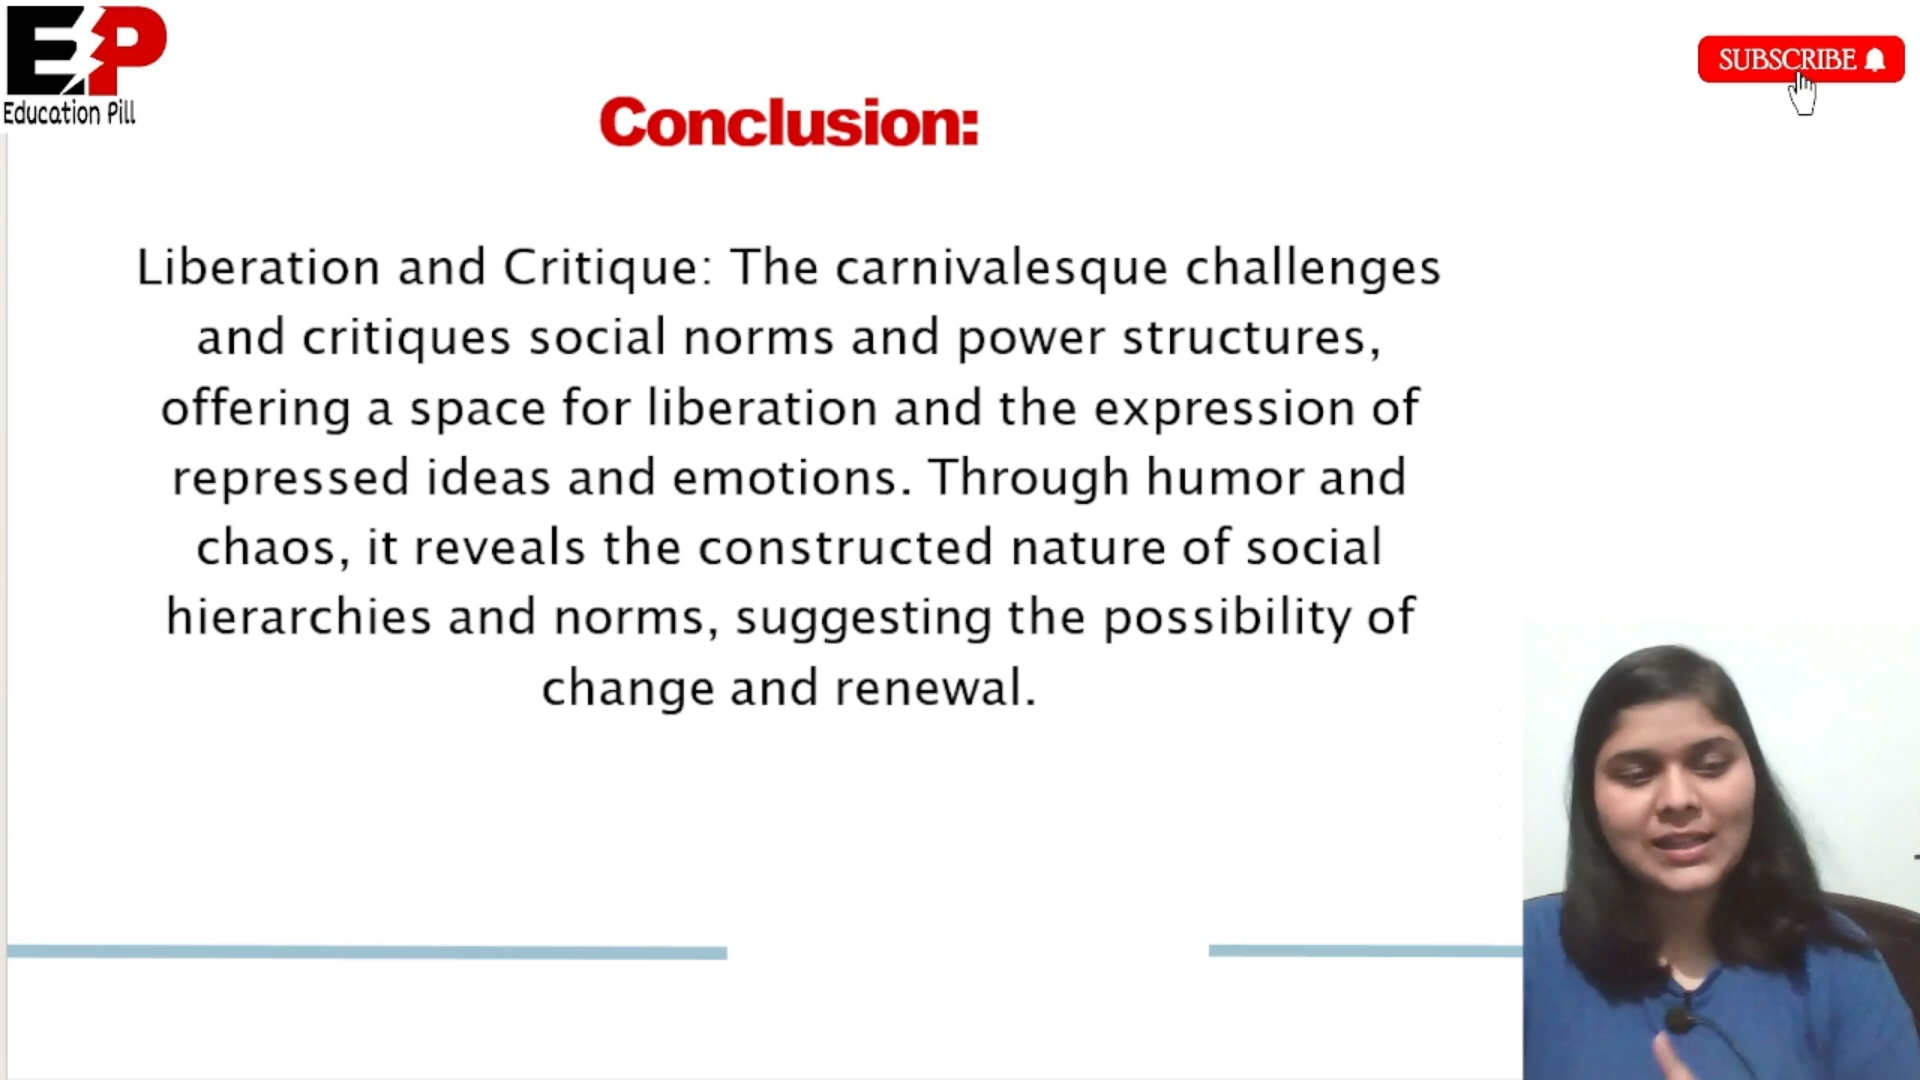 EP
Education Pill
SUBSCRIBE
Conclusion:
Liberation and Critique: The carnivalesque challenges
and critiques social norms and power structures,
offering a space for liberation and the expression of
repressed ideas and emotions. Through humor and
chaos, it reveals the constructed nature of social
hierarchies and norms, suggesting the possibility of
change and renewal.